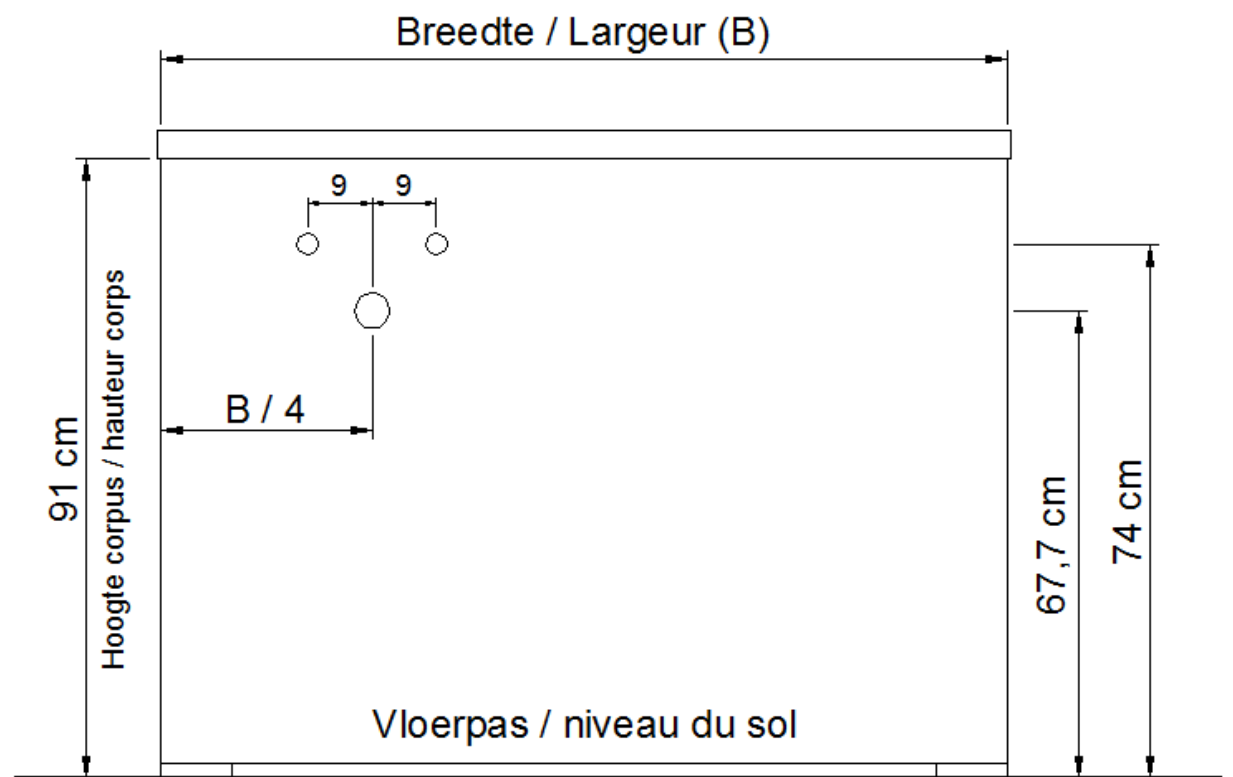 Breedte / Largeur (B)
9
9
B / 4
91 cm
Hoogte corpus / hauteur corps
67,7 cm
74 cm
Vloerpas / niveau du sol